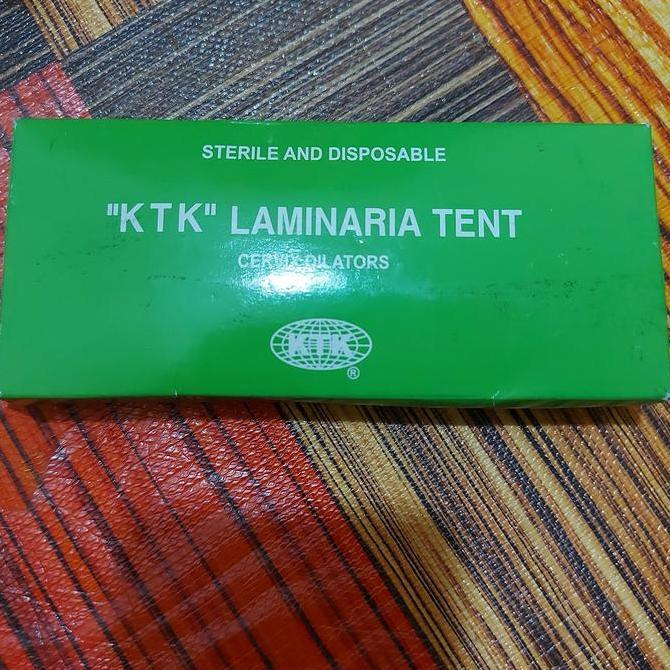 STERILE AND DISPOSABLE
"KTK" LAMINARIA TENT
CERVIX DILATORS
KTK
®